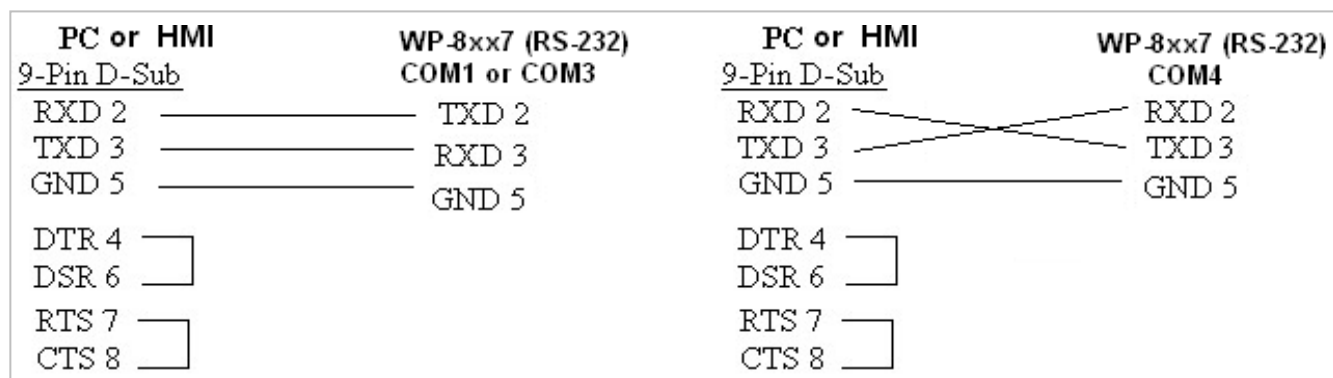 PC or HMI
9-Pin D-Sub
RXD 2
TXD 3
GND 5
DTR 4
DSR 6
RTS 7
CTS 8
WP-8xx7 (RS-232)
COM1 or COM3
TXD 2
RXD 3
GND 5
PC or HMI
9-Pin D-Sub
RXD 2
TXD 3
GND 5
DTR 4
DSR 6
RTS 7
CTS 8
WP-8xx7 (RS-232)
COM4
RXD 2
TXD 3
GND 5